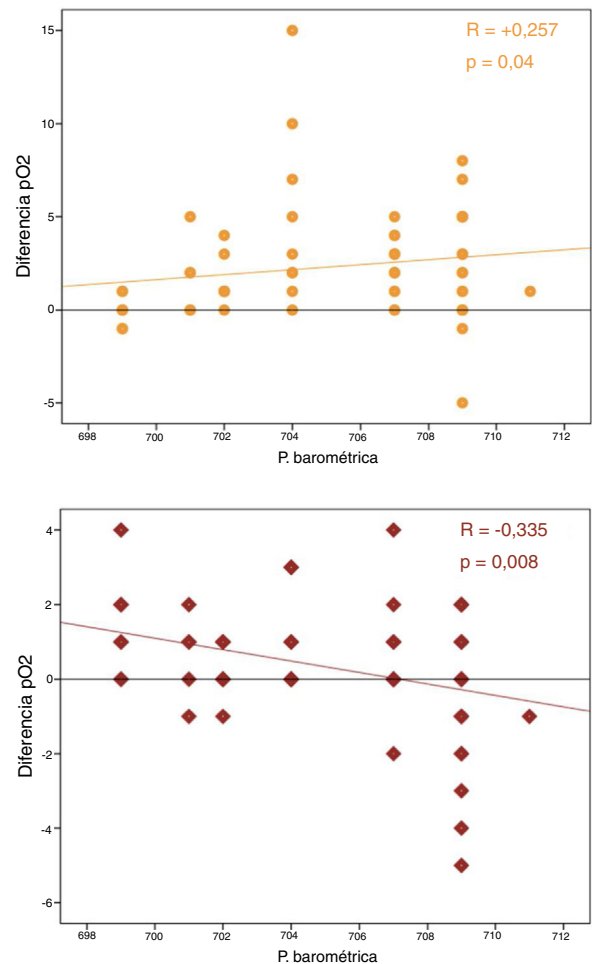 R = +0,257
p = 0,04
15
10
5
0
-5
Diferencia pO2
698 700 702 704 706 708 710 712
P. barométrica
R = -0,335
p = 0,008
4
2
0
-2
-4
-6
Diferencia pO2
698 700 702 704 706 708 710 712
P. barométrica